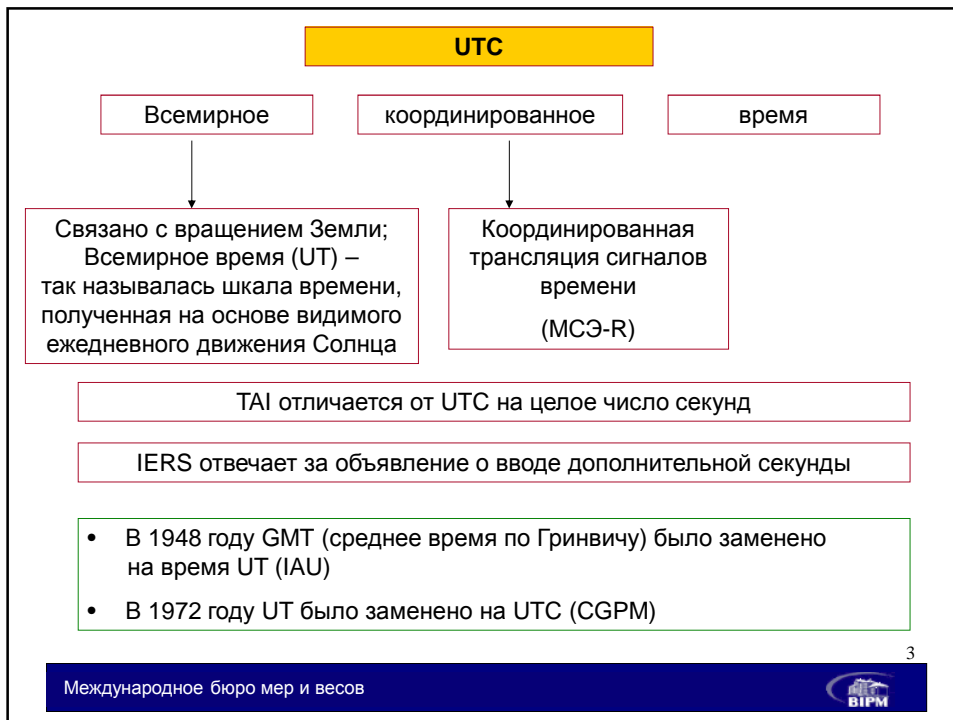 UTC
Всемирное
координированное
время
Связано с вращением Земли;
Всемирное время (UT) –
так называлась шкала времени,
полученная на основе видимого
ежедневного движения Солнца
Координированная
трансляция сигналов
времени
(МСЭ-R)
TAI отличается от UTC на целое число секунд
IERS отвечает за объявление о вводе дополнительной секунды
• В 1948 году GMT (среднее время по Гринвичу) было заменено
на время UT (IAU)
• В 1972 году UT было заменено на UTC (CGPM)
3
Международное бюро мер и весов
BIPM